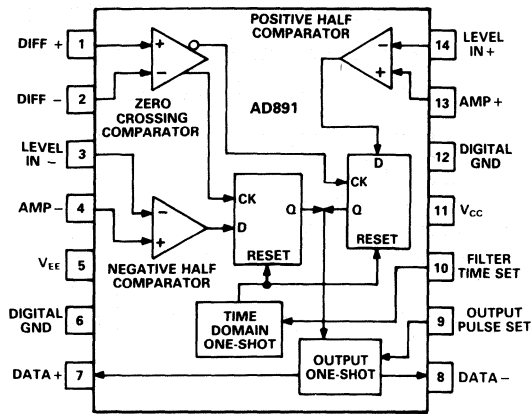 POSITIVE HALF
COMPARATOR
DIFF +
1
+
−
−
+
14
LEVEL
IN+
DIFF −
2
ZERO
CROSSING
COMPARATOR
AD891
13
AMP+
LEVEL
IN −
3
12
DIGITAL
GND
D
CK
CK
AMP−
4
−
+
D
Q
Q
11
VCC
RESET
RESET
VEE
5
NEGATIVE HALF
COMPARATOR
10
FILTER
TIME SET
DIGITAL
GND
6
TIME
DOMAIN
ONE-SHOT
9
OUTPUT
PULSE SET
DATA+
7
OUTPUT
ONE-SHOT
8
DATA−